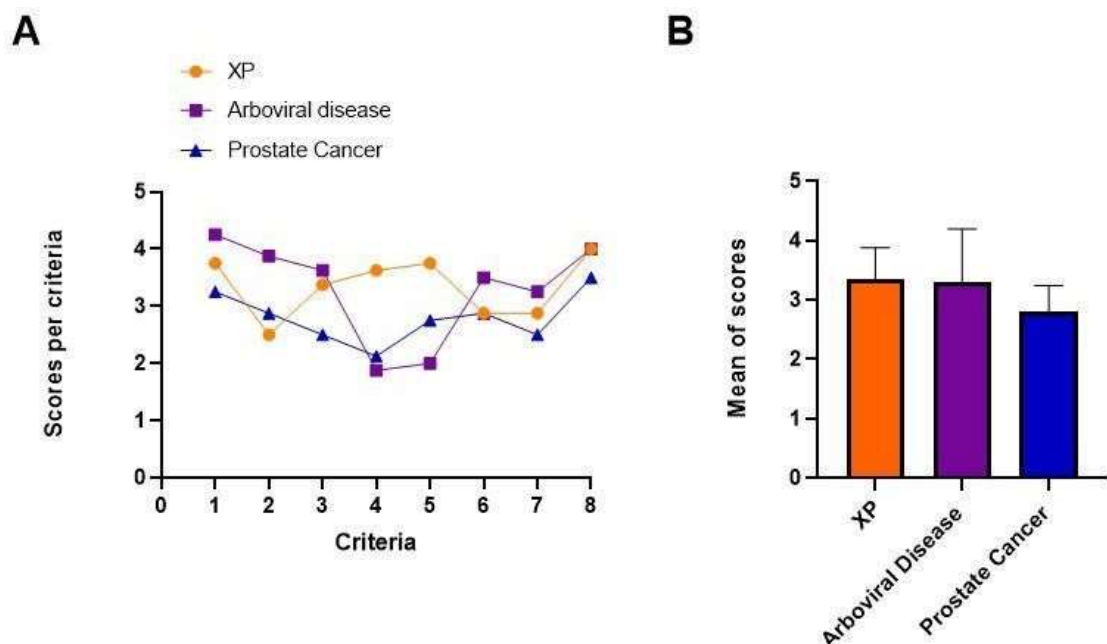 A
XP
Arboviral disease
Prostate Cancer
Scores per criteria
5
4
3
2
1
0
0 1 2 3 4 5 6 7 8
Criteria
B
Mean of scores
5
4
3
2
1
0
XP
Arboviral Disease
Prostate Cancer